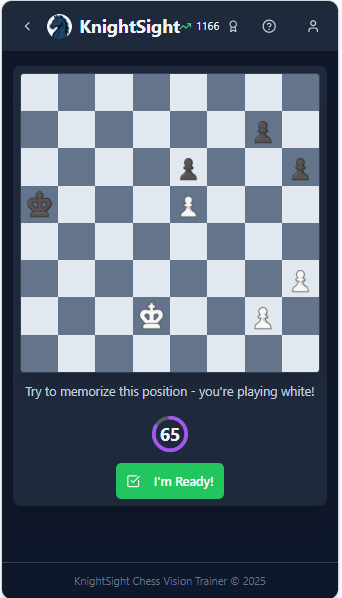 KnightSight 1166
Try to memorize this position - you're playing white!
65
I'm Ready!
KnightSight Chess Vision Trainer © 2025